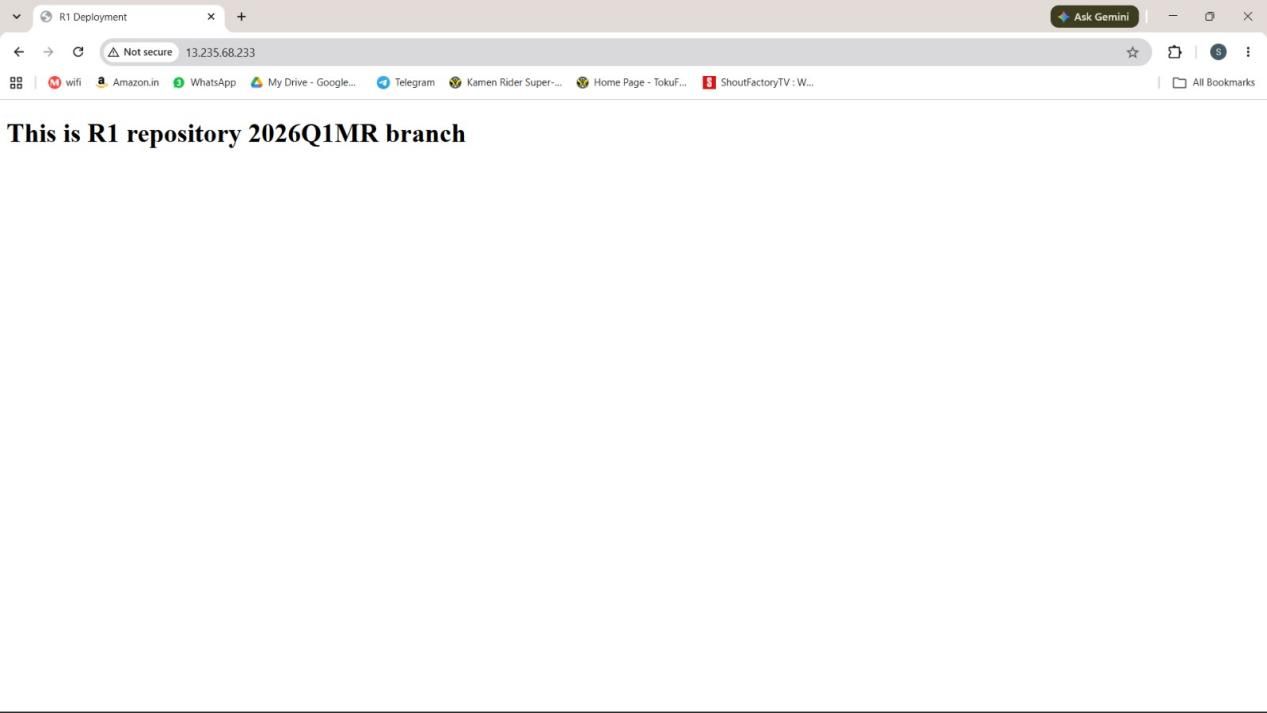 R1 Deployment
Ask Gemini
Not secure 13.235.68.233
S
wifi
Amazon.in
3 WhatsApp
My Drive - Google...
Telegram
Kamen Rider Super-...
Home Page - TokuF...
ShoutFactoryTV : W...
All Bookmarks
This is R1 repository 2026Q1MR branch